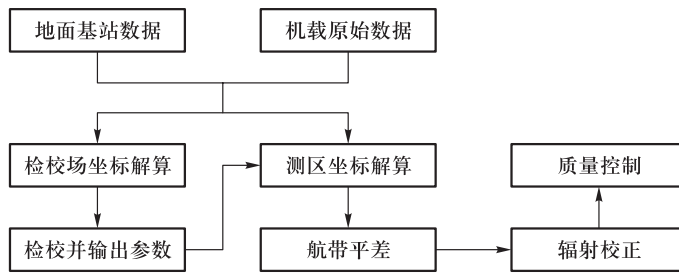 地面基站数据
机载原始数据
检校场坐标解算
测区坐标解算
质量控制
检校并输出参数
航带平差
辐射校正